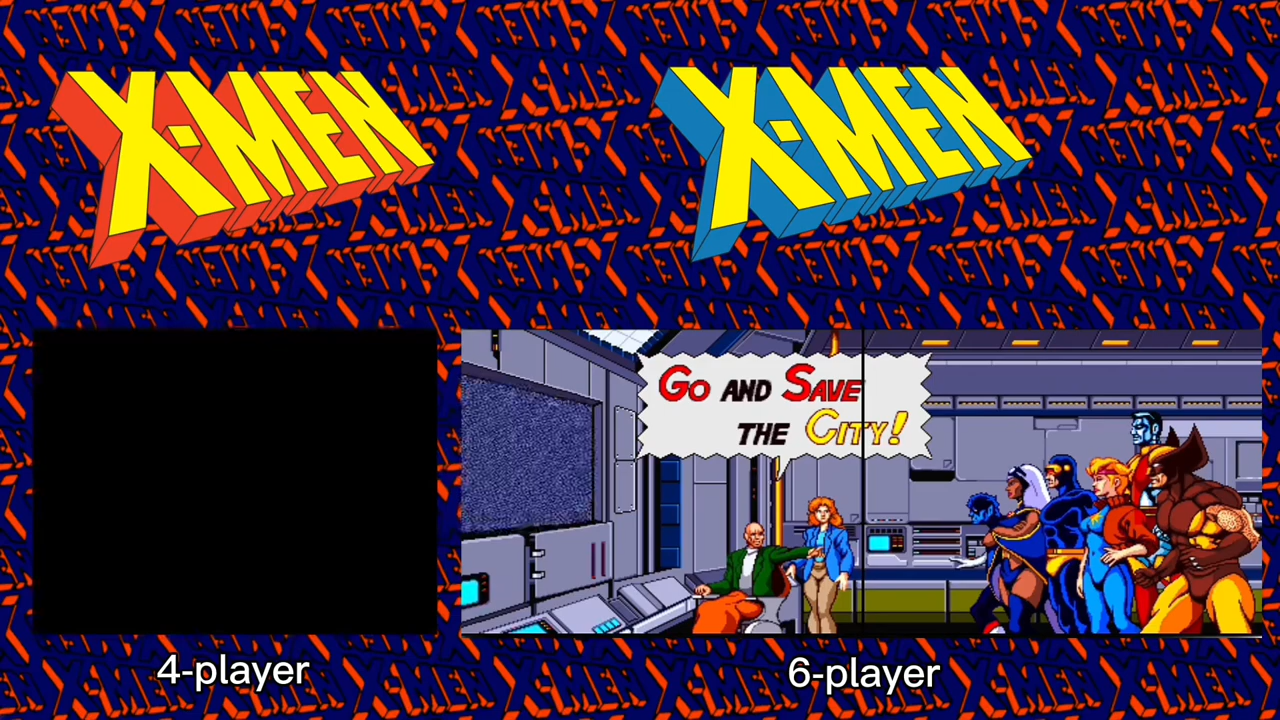 X-MEN
X-MEN
GO AND SAVE
THE CITY!
4-player
6-player